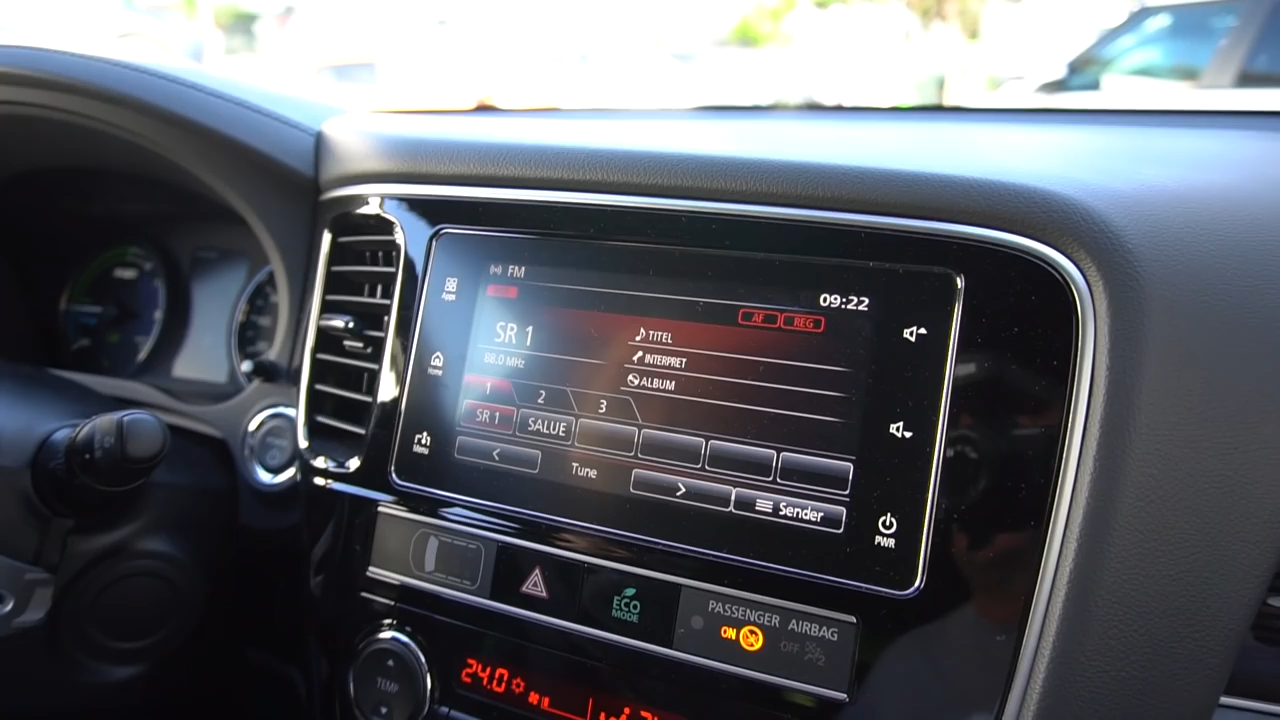 FM
09:22
AF REG
SR 1
88.0 MHz
TITEL
INTERPRET
ALBUM
1 2 3
SR 1 SALUE
< Tune > Sender
Apps
Home
Menu
PWR
ECO
MODE
PASSENGER AIRBAG
ON OFF
TEMP
24.0